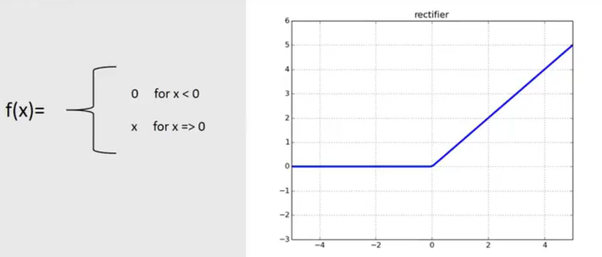 f(x)=
0 for x < 0
x for x => 0
rectifier
6
5
4
3
2
1
0
−1
−2
−3
−4 −2 0 2 4